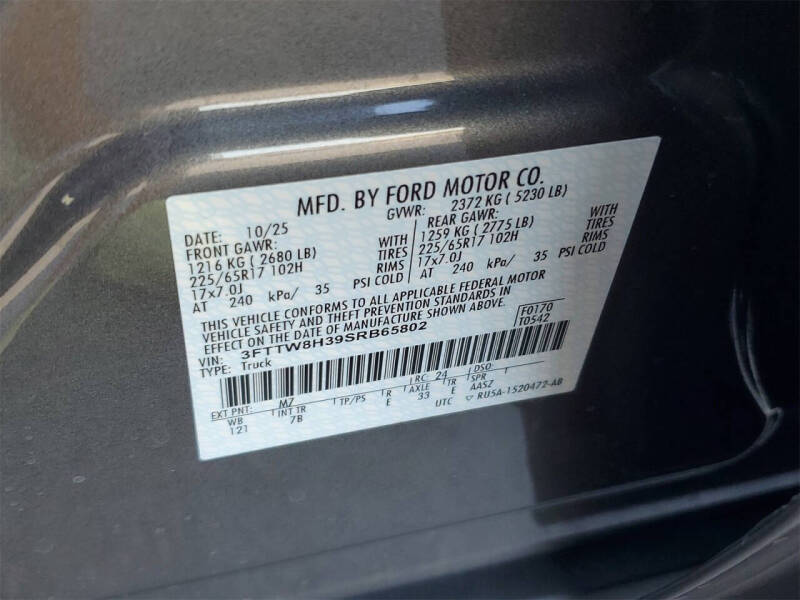 MFD. BY FORD MOTOR CO.
DATE: 10/25 GVWR: 2372 KG ( 5230 LB)
FRONT GAWR: REAR GAWR:
1216 KG ( 2680 LB) WITH 1259 KG ( 2775 LB) WITH
225/65R17 102H TIRES 225/65R17 102H TIRES
17x7.0J RIMS 17x7.0J RIMS
AT 240 kPa/ 35 PSI COLD AT 240 kPa/ 35 PSI COLD
THIS VEHICLE CONFORMS TO ALL APPLICABLE FEDERAL MOTOR
VEHICLE SAFETY AND THEFT PREVENTION STANDARDS IN
EFFECT ON THE DATE OF MANUFACTURE SHOWN ABOVE.
VIN: 3FTTW8H39SRB65802 F0170
TYPE: Truck T0542
EXT PNT: M7 RC: 24 DSO:
WB INT TR TP/PS R AXLE TR SPR
121 7B E 33 E AASZ
UTC ▽ RU5A-1520472-AB